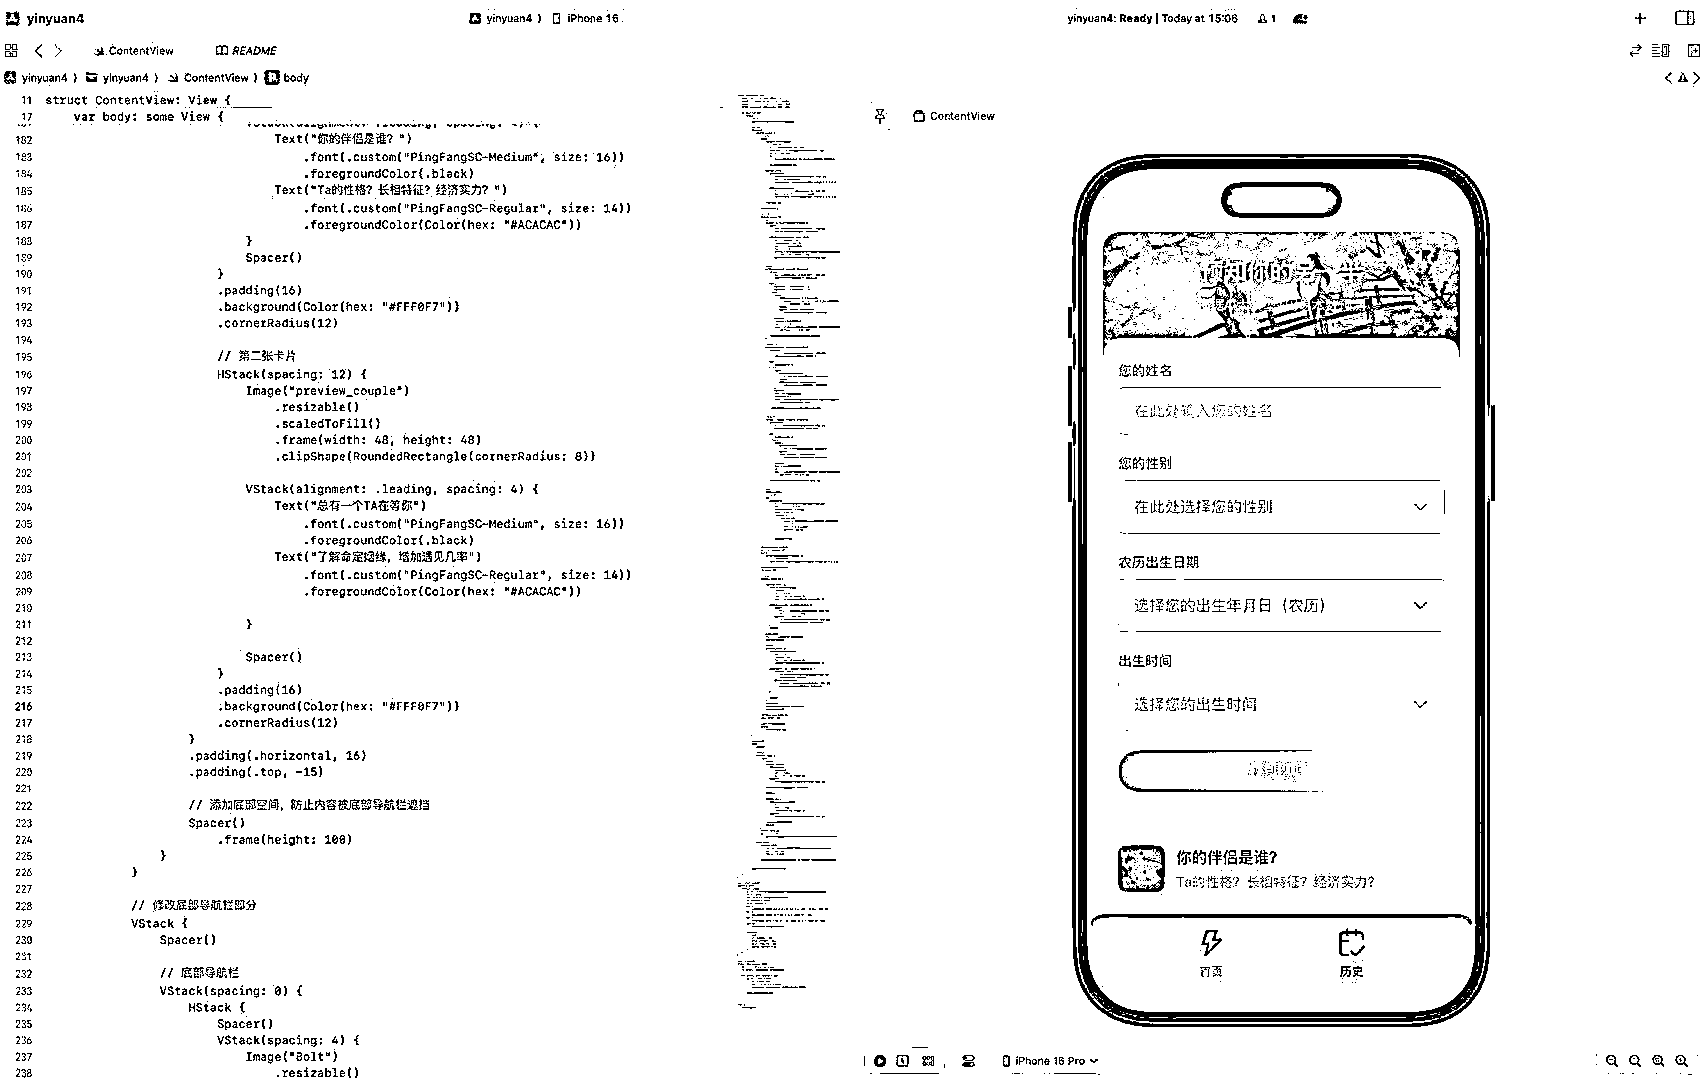 yinyuan4
yinyuan4 〉 iPhone 16
yinyuan4: Ready | Today at 15:06
1
ContentView
README
yinyuan4 〉 yinyuan4 〉 ContentView 〉 body
11 struct ContentView: View {
17 var body: some View {
182 Text("你的伴侣是谁？")
183 .font(.custom("PingFangSC-Medium", size: 16))
184 .foregroundColor(.black)
185 Text("Ta的性格？长相特征？经济实力？")
186 .font(.custom("PingFangSC-Regular", size: 14))
187 .foregroundColor(Color(hex: "#ACACAC"))
188 }
189 Spacer()
190 }
191 .padding(16)
192 .background(Color(hex: "#FFF0F7"))
193 .cornerRadius(12)
194
195 // 第二张卡片
196 HStack(spacing: 12) {
197 Image("preview_couple")
198 .resizable()
199 .scaledToFill()
200 .frame(width: 48, height: 48)
201 .clipShape(RoundedRectangle(cornerRadius: 8))
202
203 VStack(alignment: .leading, spacing: 4) {
204 Text("总有一个TA在等你")
205 .font(.custom("PingFangSC-Medium", size: 16))
206 .foregroundColor(.black)
207 Text("了解命定姻缘，增加遇见几率")
208 .font(.custom("PingFangSC-Regular", size: 14))
209 .foregroundColor(Color(hex: "#ACACAC"))
210
211 }
212
213 Spacer()
214 }
215 .padding(16)
216 .background(Color(hex: "#FFF0F7"))
217 .cornerRadius(12)
218 }
219 .padding(.horizontal, 16)
220 .padding(.top, -15)
221
222 // 添加底部空间，防止内容被底部导航栏遮挡
223 Spacer()
224 .frame(height: 100)
225 }
226 }
227
228 // 修改底部导航栏部分
229 VStack {
230 Spacer()
231
232 // 底部导航栏
233 VStack(spacing: 0) {
234 HStack {
235 Spacer()
236 VStack(spacing: 4) {
237 Image("Bolt")
238 .resizable()
ContentView
预知你的另一半
您的姓名
在此处输入您的姓名
您的性别
在此处选择您的性别
农历出生日期
选择您的出生年月日（农历）
出生时间
选择您的出生时间
你的伴侣是谁？
Ta的性格？长相特征？经济实力？
首页
历史
iPhone 16 Pro